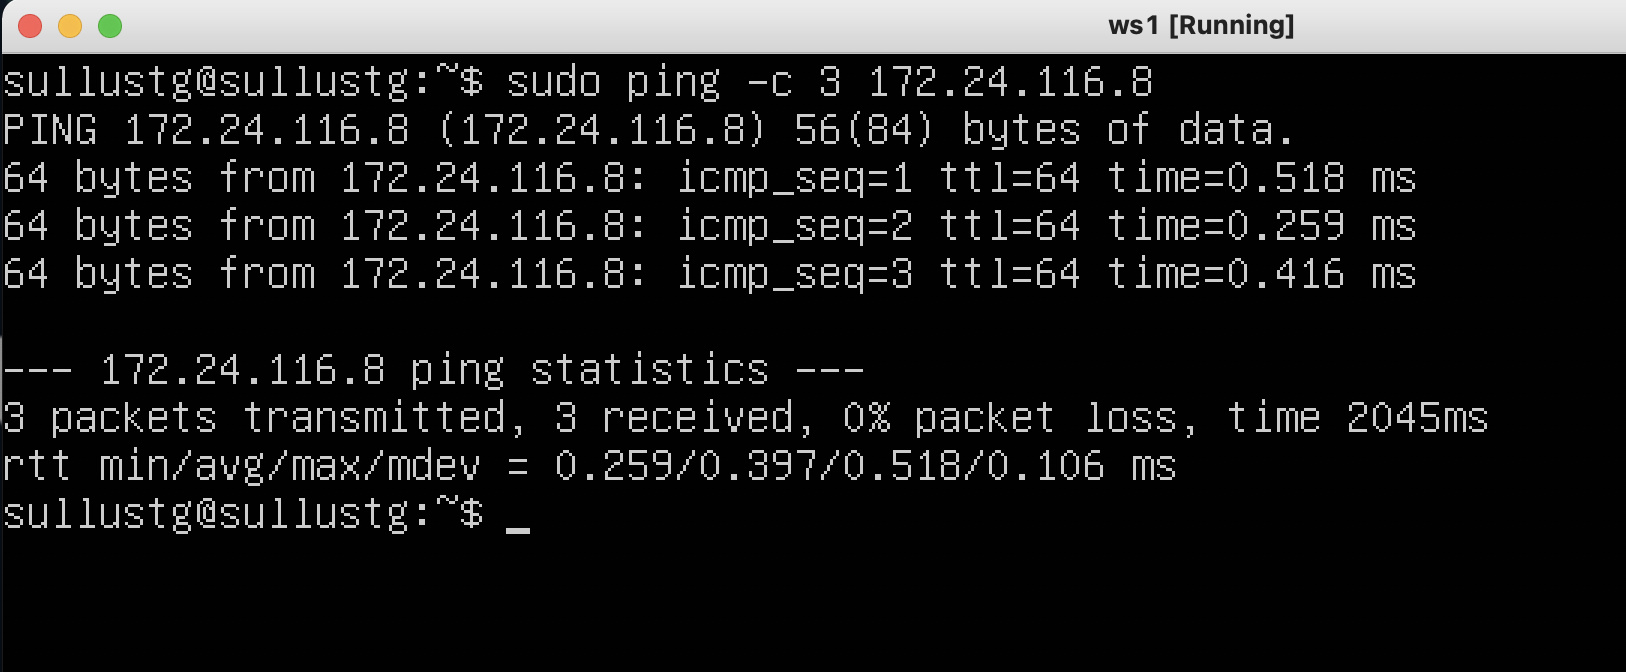 ws1 [Running]
sullustg@sullustg:~$ sudo ping -c 3 172.24.116.8
PING 172.24.116.8 (172.24.116.8) 56(84) bytes of data.
64 bytes from 172.24.116.8: icmp_seq=1 ttl=64 time=0.518 ms
64 bytes from 172.24.116.8: icmp_seq=2 ttl=64 time=0.259 ms
64 bytes from 172.24.116.8: icmp_seq=3 ttl=64 time=0.416 ms
--- 172.24.116.8 ping statistics ---
3 packets transmitted, 3 received, 0% packet loss, time 2045ms
rtt min/avg/max/mdev = 0.259/0.397/0.518/0.106 ms
sullustg@sullustg:~$ _